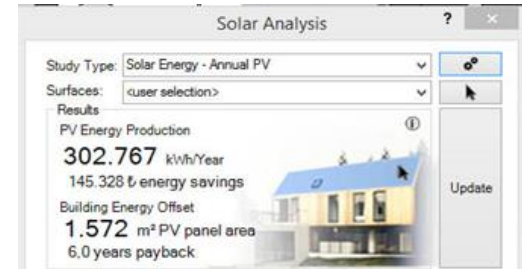 Solar Analysis ?
Study Type: Solar Energy - Annual PV
Surfaces: <user selection>
Results
PV Energy Production
302.767 kWh/Year
145.328 ₺ energy savings
Building Energy Offset
1.572 m² PV panel area
6,0 years payback
Update